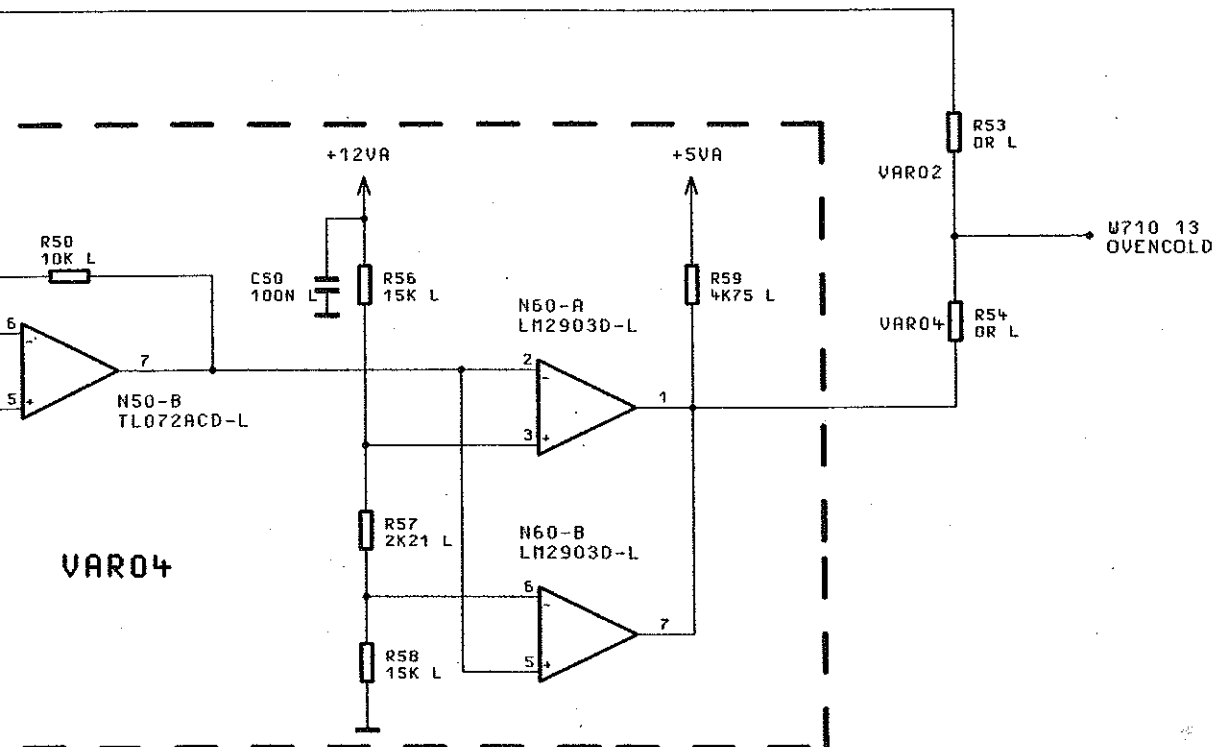 R53
0R L
+12VA
+5VA
VAR02
W710 13
OVENCOLD
R50
10K L
C50
100N L
R56
15K L
R59
4K75 L
N60-A
LM2903D-L
VAR04
R54
0R L
6
-
7
5
+
N50-B
TL072ACD-L
2
-
1
3
+
R57
2K21 L
N60-B
LM2903D-L
VAR04
6
-
7
5
+
R58
15K L